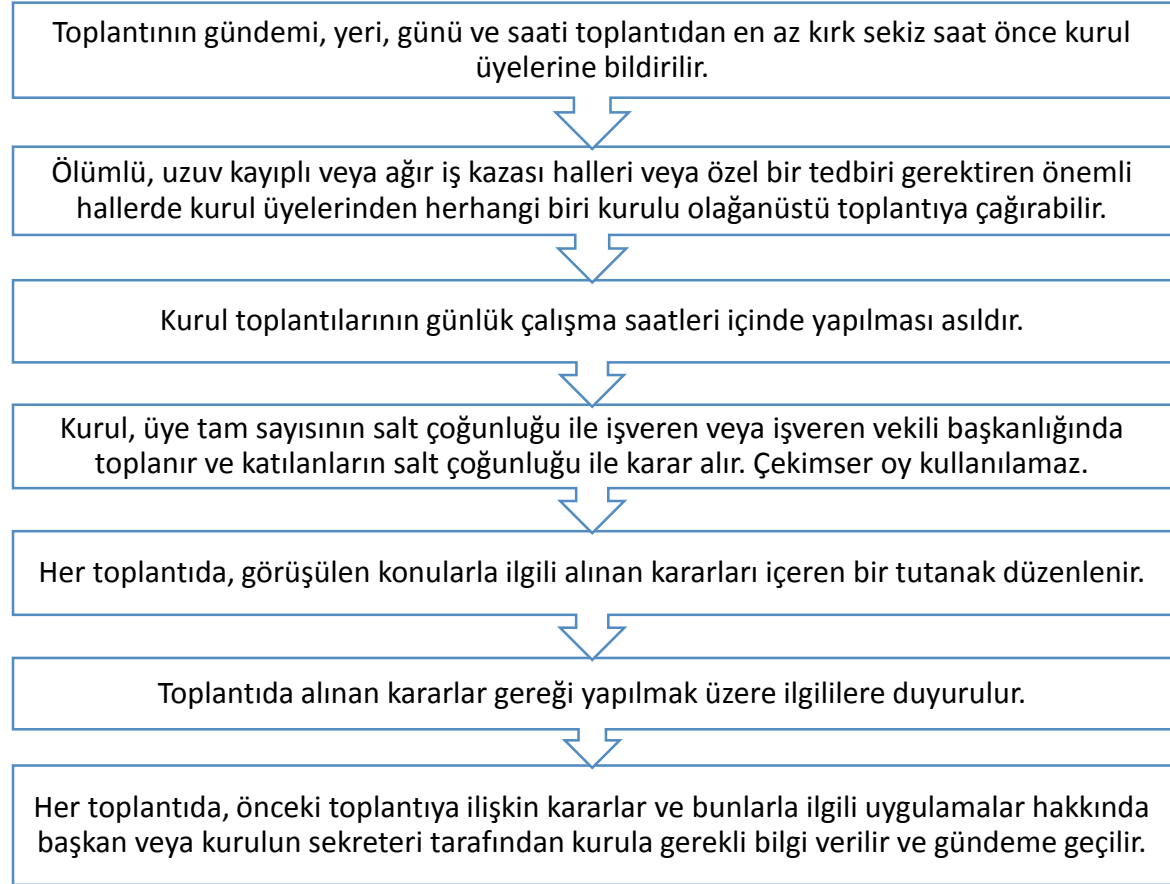 Toplantının gündemi, yeri, günü ve saati toplantıdan en az kırk sekiz saat önce kurul
üyelerine bildirilir.
Ölümlü, uzuv kayıplı veya ağır iş kazası halleri veya özel bir tedbiri gerektiren önemli
hallerde kurul üyelerinden herhangi biri kurulu olağanüstü toplantıya çağırabilir.
Kurul toplantılarının günlük çalışma saatleri içinde yapılması asıldır.
Kurul, üye tam sayısının salt çoğunluğu ile işveren veya işveren vekili başkanlığında
toplanır ve katılanların salt çoğunluğu ile karar alır. Çekimser oy kullanılamaz.
Her toplantıda, görüşülen konularla ilgili alınan kararları içeren bir tutanak düzenlenir.
Toplantıda alınan kararlar gereği yapılmak üzere ilgililere duyurulur.
Her toplantıda, önceki toplantıya ilişkin kararlar ve bunlarla ilgili uygulamalar hakkında
başkan veya kurulun sekreteri tarafından kurula gerekli bilgi verilir ve gündeme geçilir.